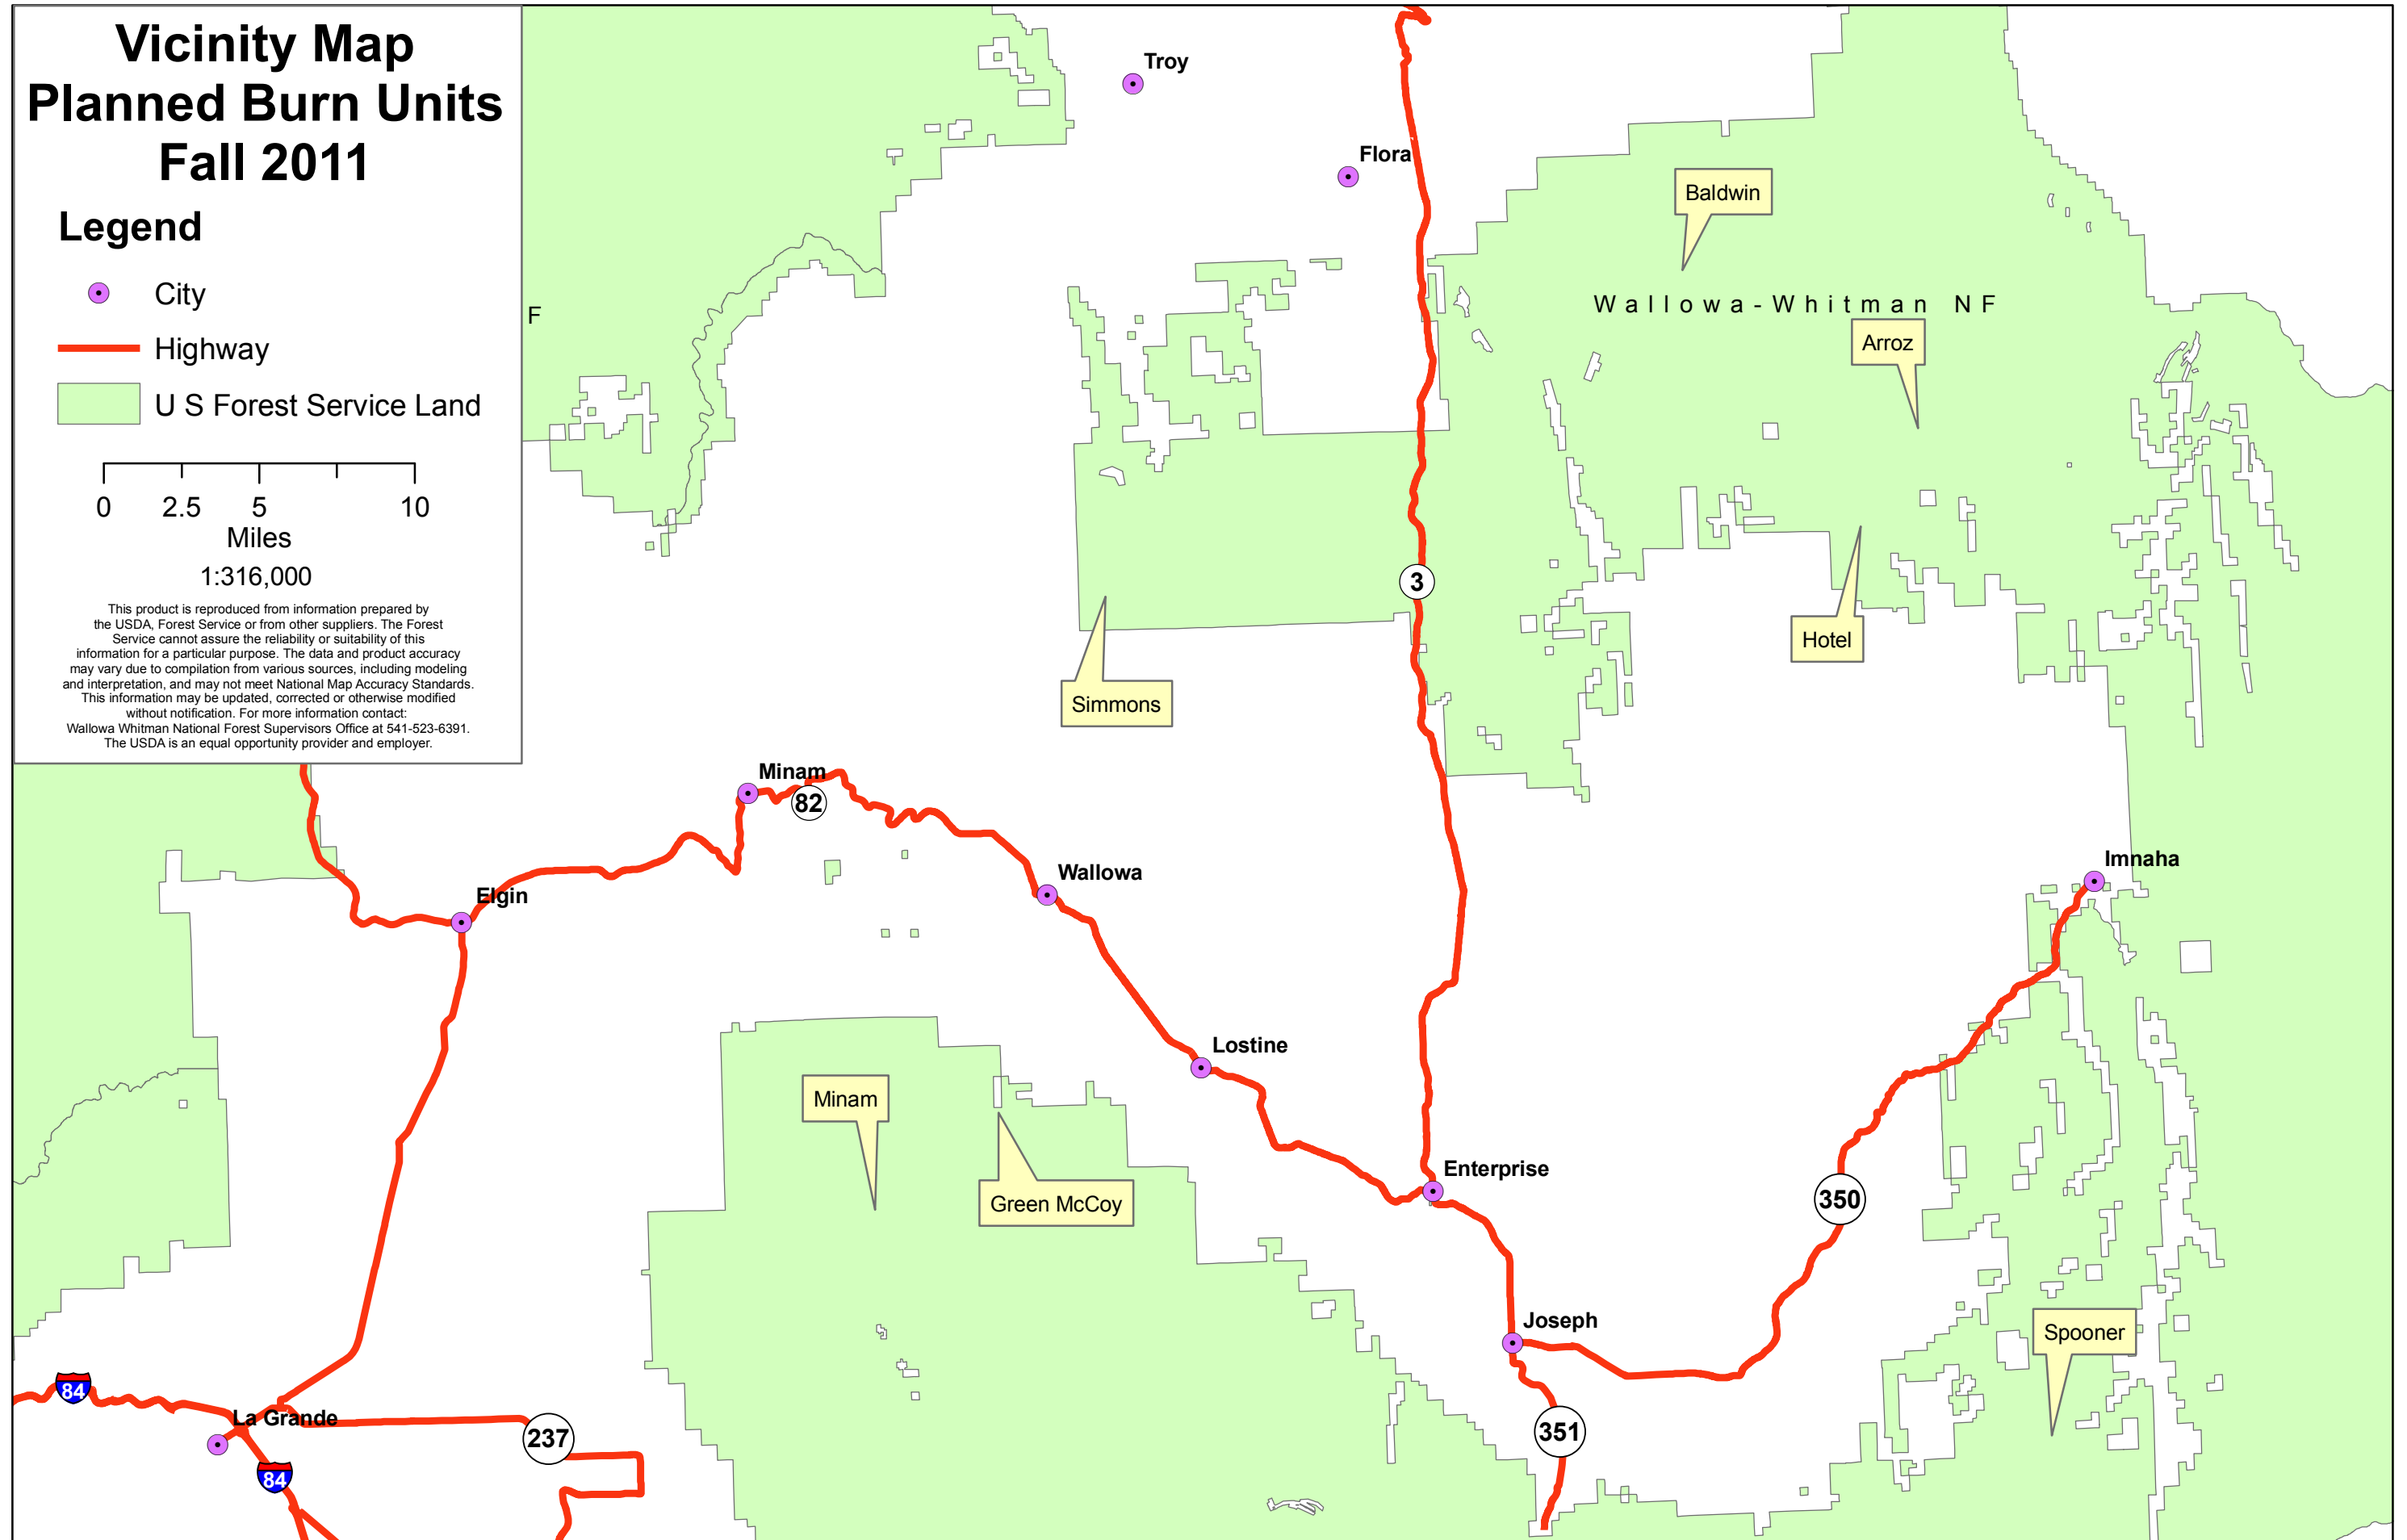 Vicinity Map
Planned Burn Units
Fall 2011
Legend
City
Highway
U S Forest Service Land
0 2.5 5 10
Miles
1:316,000
This product is reproduced from information prepared by
the USDA, Forest Service or from other suppliers. The Forest
Service cannot assure the reliability or suitability of this
information for a particular purpose. The data and product accuracy
may vary due to compilation from various sources, including modeling
and interpretation, and may not meet National Map Accuracy Standards.
This information may be updated, corrected or otherwise modified
without notification. For more information contact:
Wallowa Whitman National Forest Supervisors Office at 541-523-6391.
The USDA is an equal opportunity provider and employer.
Troy
Flora
Baldwin
F
Wallowa-Whitman NF
Arroz
3
Hotel
Simmons
Minam
82
Wallowa
Imnaha
Elgin
Lostine
Minam
Green McCoy
Enterprise
350
Joseph
Spooner
84
La Grande
237
351
84